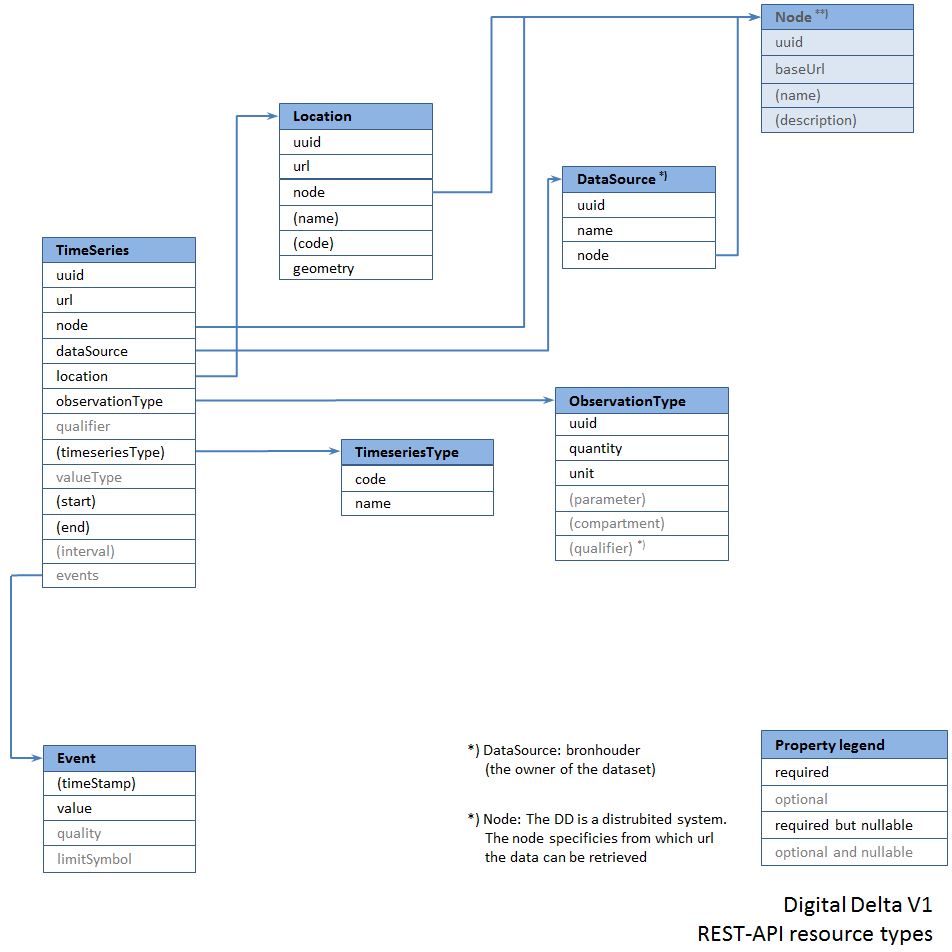 Node **)
uuid
baseUrl
(name)
(description)
Location
uuid
url
node
(name)
(code)
geometry
DataSource *)
uuid
name
node
TimeSeries
uuid
url
node
dataSource
location
observationType
qualifier
(timeseriesType)
valueType
(start)
(end)
(interval)
events
ObservationType
uuid
quantity
unit
(parameter)
(compartment)
(qualifier) *)
TimeseriesType
code
name
Event
(timeStamp)
value
quality
limitSymbol
*) DataSource: bronhouder
(the owner of the dataset)
*) Node: The DD is a distrubited system.
The node specificies from which url
the data can be retrieved
Property legend
required
optional
required but nullable
optional and nullable
Digital Delta V1
REST-API resource types